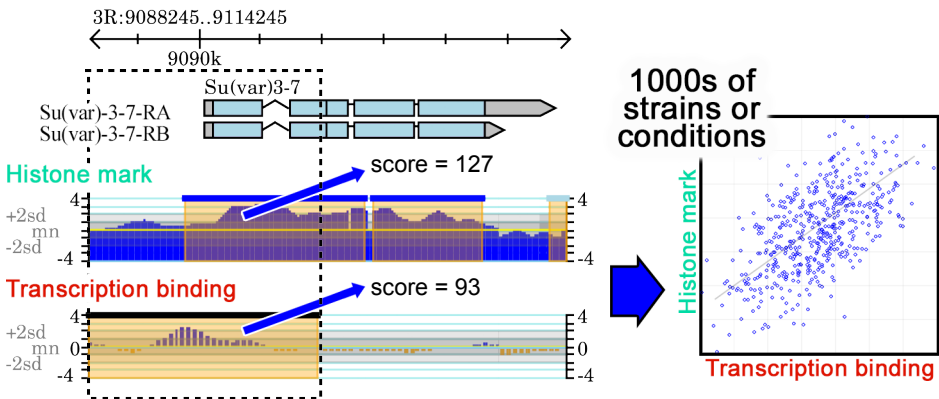 3R:9088245..9114245
9090k
Su(var)3-7
Su(var)-3-7-RA
Su(var)-3-7-RB
Histone mark
score = 127
4
+2sd
mn
-2sd
-4
4
-4
Transcription binding
score = 93
4
+2sd
mn 0
-2sd
-4
4
0
-4
1000s of
strains or
conditions
Histone mark
Transcription binding